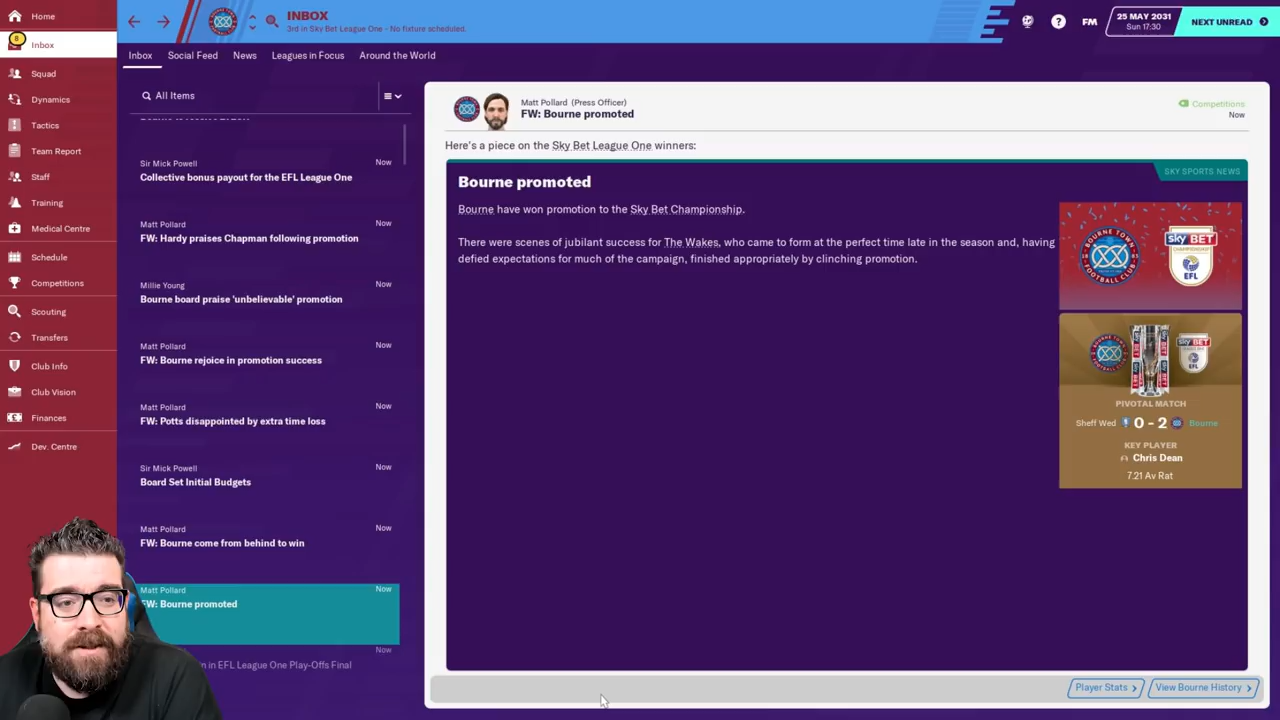 INBOX
3rd in Sky Bet League One - No fixture scheduled.
FM
25 MAY 2031
Sun 17:30
NEXT UNREAD
Home
8
Inbox
Squad
Dynamics
Tactics
Team Report
Staff
Training
Medical Centre
Schedule
Competitions
Scouting
Transfers
Club Info
Club Vision
Finances
Dev. Centre
Inbox
Social Feed
News
Leagues in Focus
Around the World
All Items
Sir Mick Powell
Now
Collective bonus payout for the EFL League One
Matt Pollard
Now
FW: Hardy praises Chapman following promotion
Millie Young
Now
Bourne board praise 'unbelievable' promotion
Matt Pollard
Now
FW: Bourne rejoice in promotion success
Matt Pollard
Now
FW: Potts disappointed by extra time loss
Sir Mick Powell
Now
Board Set Initial Budgets
Matt Pollard
Now
FW: Bourne come from behind to win
Matt Pollard
Now
FW: Bourne promoted
Now
in EFL League One Play-Offs Final
Matt Pollard (Press Officer)
FW: Bourne promoted
Competitions
Now
Here's a piece on the Sky Bet League One winners:
SKY SPORTS NEWS
Bourne promoted
Bourne have won promotion to the Sky Bet Championship.
There were scenes of jubilant success for The Wakes, who came to form at the perfect time late in the season and, having
defied expectations for much of the campaign, finished appropriately by clinching promotion.
BOURNE TOWN
FOOTBALL CLUB
sky BET
EFL
sky BET
EFL
PIVOTAL MATCH
Sheff Wed 0 - 2 Bourne
KEY PLAYER
Chris Dean
7.21 Av Rat
Player Stats
View Bourne History